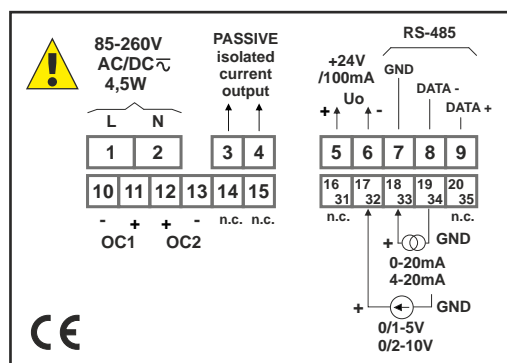 85-260V
AC/DC
4,5W
L N
PASSIVE
isolated
current
output
+24V
/100mA
Uo
+ -
RS-485
GND
DATA -
DATA +
1 2 3 4 5 6 7 8 9
10 11 12 13 14 15
16 31 17 32 18 33 19 34 20 35
- + + - n.c. n.c.
OC1 OC2
n.c. n.c.
+ GND
0-20mA
4-20mA
+ GND
0/1-5V
0/2-10V
CE